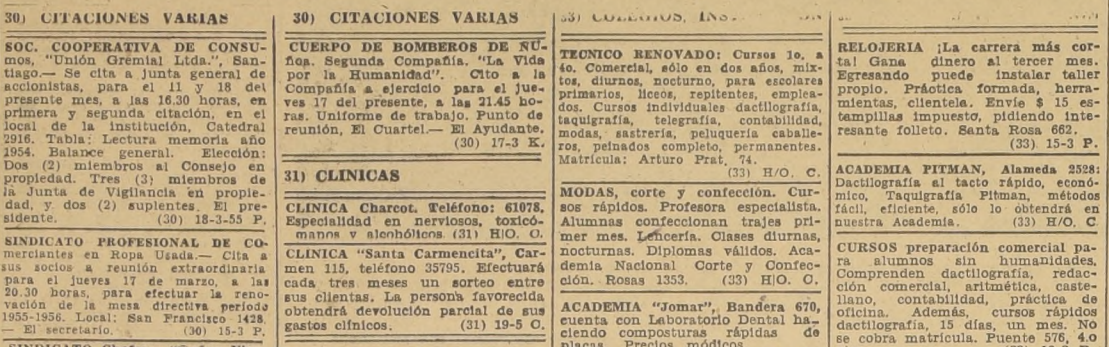 30) CITACIONES VARIAS
SOC. COOPERATIVA DE CONSU-
mos, "Unión Gremial Ltda.", San-
tiago.— Se cita a junta general de
accionistas, para el 11 y 18 del
presente mes, a las 16.30 horas, en
primera y segunda citación, en el
local de la institución, Catedral
2916. Tabla: Lectura memoria año
1954. Balance general. Elección:
Dos (2) miembros al Consejo en
propiedad. Tres (3) miembros de
la Junta de Vigilancia en propie-
dad, y dos (2) suplentes. El pre-
sidente. (30) 18-3-55 P.
SINDICATO PROFESIONAL DE CO-
merciantes en Ropa Usada.— Cita a
sus socios a reunión extraordinaria
para el jueves 17 de marzo, a las
20.30 horas, para efectuar la reno-
vación de la mesa directiva período
1955-1956. Local: San Francisco 1428.
— El secretario. (30) 15-3 P.
30) CITACIONES VARIAS
CUERPO DE BOMBEROS DE ÑU-
ñoa. Segunda Compañía. "La Vida
por la Humanidad". Cito a la
Compañía a ejercicio para el jue-
ves 17 del presente, a las 21.45 ho-
ras. Uniforme de trabajo. Punto de
reunión, El Cuartel.— El Ayudante.
(30) 17-3 K.
31) CLINICAS
CLINICA Charcot. Teléfono: 61078.
Especialidad en nerviosos, toxicó-
manos y alcohólicos. (31) H|O. C.
CLINICA "Santa Carmencita", Car-
men 115, teléfono 35795. Efectuará
cada tres meses un sorteo entre
sus clientas. La persona favorecida
obtendrá devolución parcial de sus
gastos clínicos. (31) 19-5 C.
33) COLEGIOS,
TECNICO RENOVADO: Cursos 1o, a
4o. Comercial, sólo en dos años, mix-
tos, diurnos, nocturno, para escolares
primarios, liceos, repitentes, emplea-
dos. Cursos individuales dactilografía,
taquigrafía, telegrafía, contabilidad,
modas, sastrería, peluquería caballe-
ros, peinados completo, permanentes.
Matrícula: Arturo Prat, 74.
(33) H/O. C.
MODAS, corte y confección. Cur-
sos rápidos. Profesora especialista.
Alumnas confeccionan trajes pri-
mer mes. Lencería. Clases diurnas,
nocturnas. Diplomas válidos. Aca-
demia Nacional Corte y Confec-
ción. Rosas 1353. (33) H|O. C.
ACADEMIA "Jomar", Bandera 670,
cuenta con Laboratorio Dental ha-
ciendo composturas rápidas de
placas. Precios módicos.
RELOJERIA ¡La carrera más cor-
ta! Gana dinero al tercer mes.
Egresando puede instalar taller
propio. Práctica formada, herra-
mientas, clientela. Envíe $ 15 es-
tampillas impuesto, pidiendo inte-
resante folleto. Santa Rosa 662.
(33) 15-3 P.
ACADEMIA PITMAN, Alameda 2528:
Dactilografía al tacto rápido, econó-
mico, Taquigrafía Pitman, métodos
fácil, eficiente, sólo lo obtendrá en
nuestra Academia. (33) H/O. C
CURSOS preparación comercial pa-
ra alumnos sin humanidades,
Comprenden dactilografía, redac-
ción comercial, aritmética, caste-
llano, contabilidad, práctica de
oficina. Además, cursos rápidos
dactilografía, 15 días, un mes. No
se cobra matrícula. Puente 576, 4.o